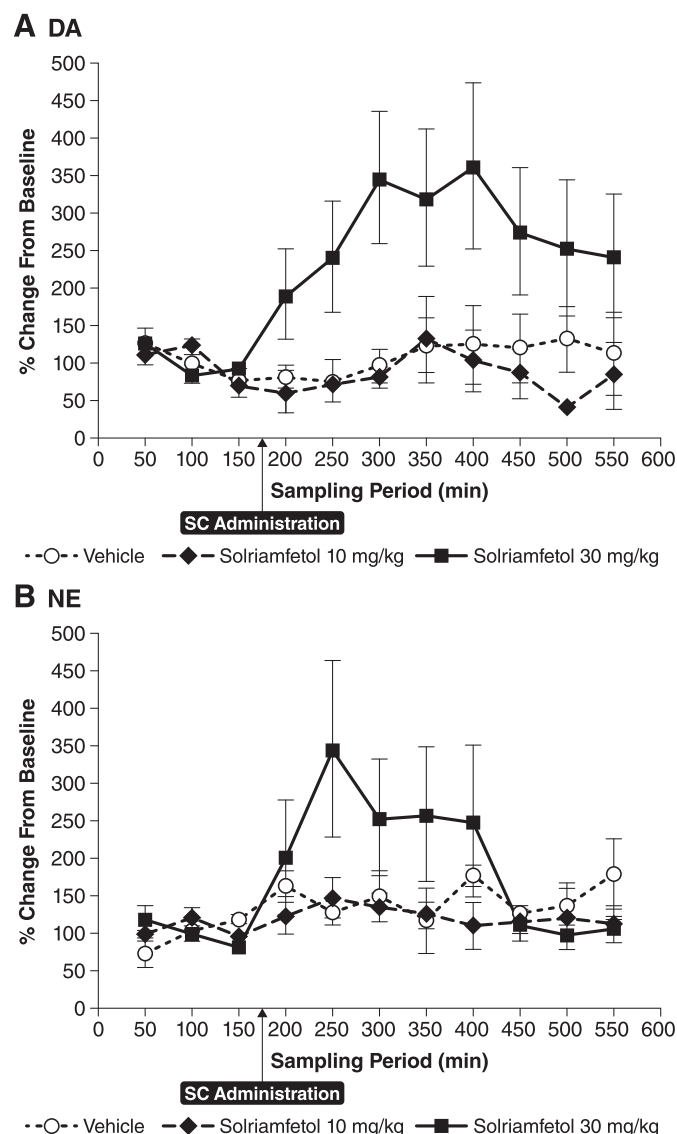 A DA
500
450
400
350
300
250
200
150
100
50
0
% Change From Baseline
0 50 100 150 200 250 300 350 400 450 500 550 600
Sampling Period (min)
SC Administration
Vehicle Solriamfetol 10 mg/kg Solriamfetol 30 mg/kg
B NE
500
450
400
350
300
250
200
150
100
50
0
% Change From Baseline
0 50 100 150 200 250 300 350 400 450 500 550 600
Sampling Period (min)
SC Administration
Vehicle Solriamfetol 10 mg/kg Solriamfetol 30 mg/kg